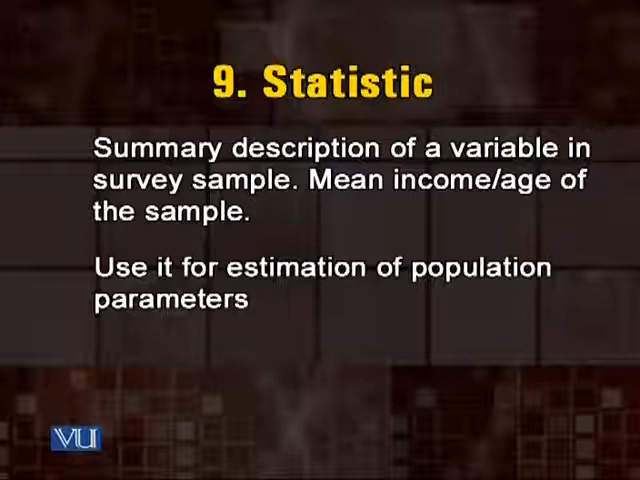 9. Statistic
Summary description of a variable in
survey sample. Mean income/age of
the sample.
Use it for estimation of population
parameters
VU